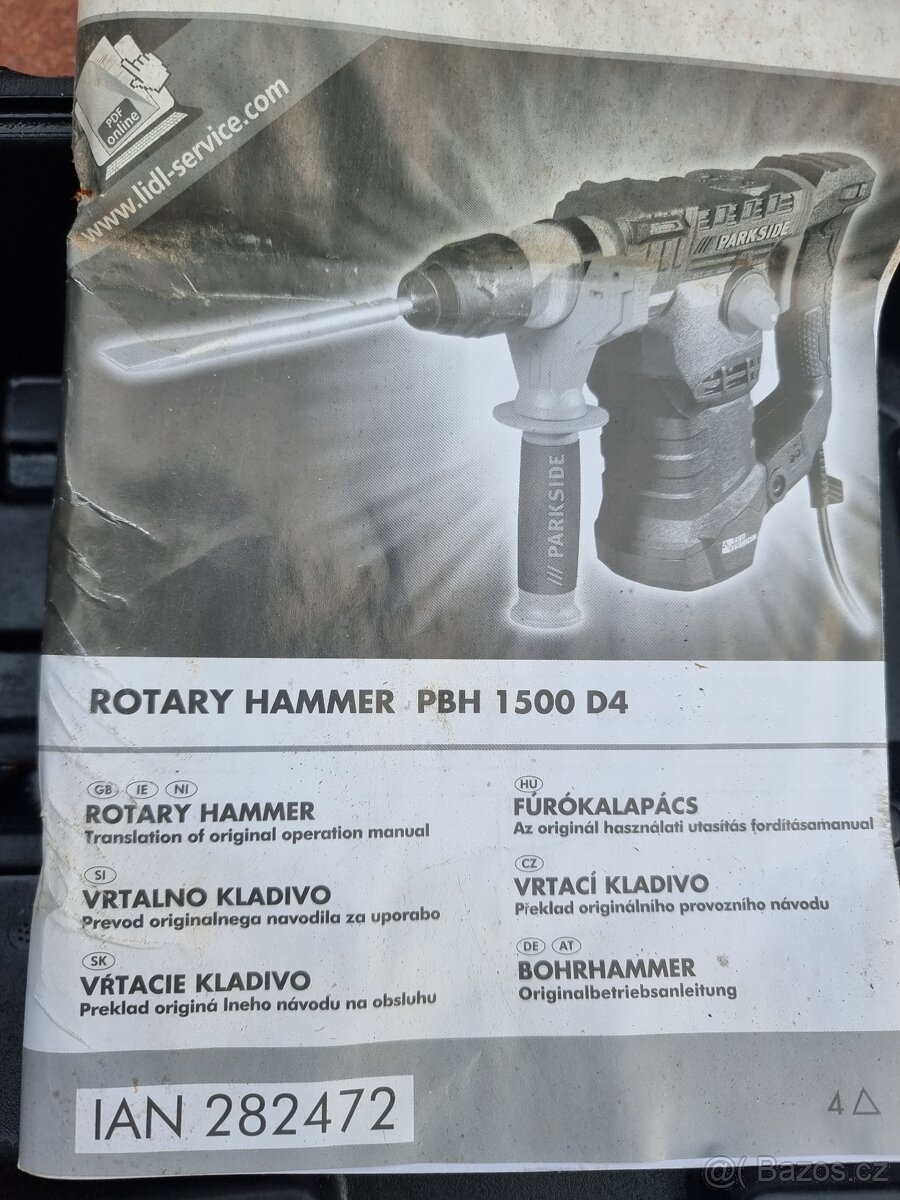 PDF
online
www.lidl-service.com
/// PARKSIDE
/// PARKSIDE
ROTARY HAMMER PBH 1500 D4
GB IE NI
ROTARY HAMMER
Translation of original operation manual
SI
VRTALNO KLADIVO
Prevod originalnega navodila za uporabo
SK
VŔTACIE KLADIVO
Preklad originá lneho návodu na obsluhu
HU
FÚRÓKALAPÁCS
Az originál használati utasítás fordításamanual
CZ
VRTACÍ KLADIVO
Překlad originálního provozního návodu
DE AT
BOHRHAMMER
Originalbetriebsanleitung
IAN 282472
4
@( Bazos.cz